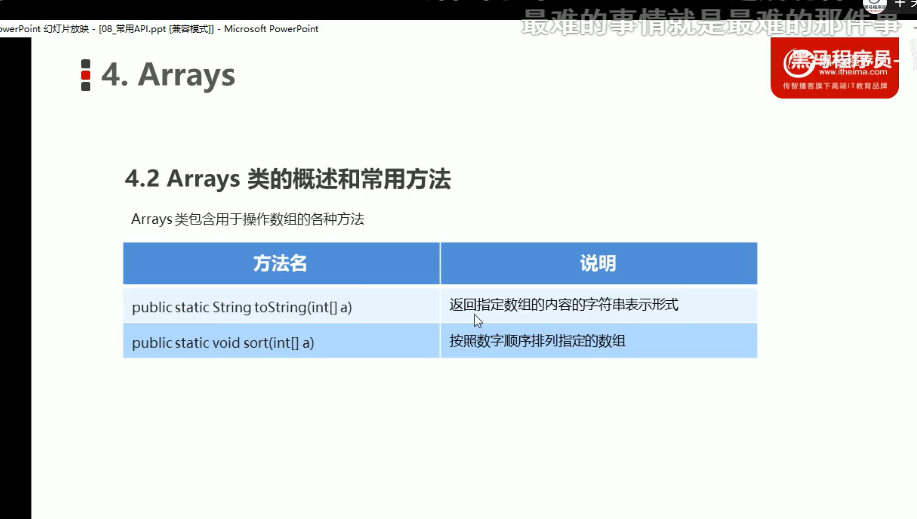 最难的事情就是最难的那件事
owerPoint 幻灯片放映 - [08_常用API.ppt [兼容模式]] - Microsoft PowerPoint
4. Arrays
黑马程序员
www.itheima.com
传智播客旗下高端IT教育品牌
4.2 Arrays 类的概述和常用方法
Arrays 类包含用于操作数组的各种方法
方法名 说明
public static String toString(int[] a) 返回指定数组的内容的字符串表示形式
public static void sort(int[] a) 按照数字顺序排列指定的数组